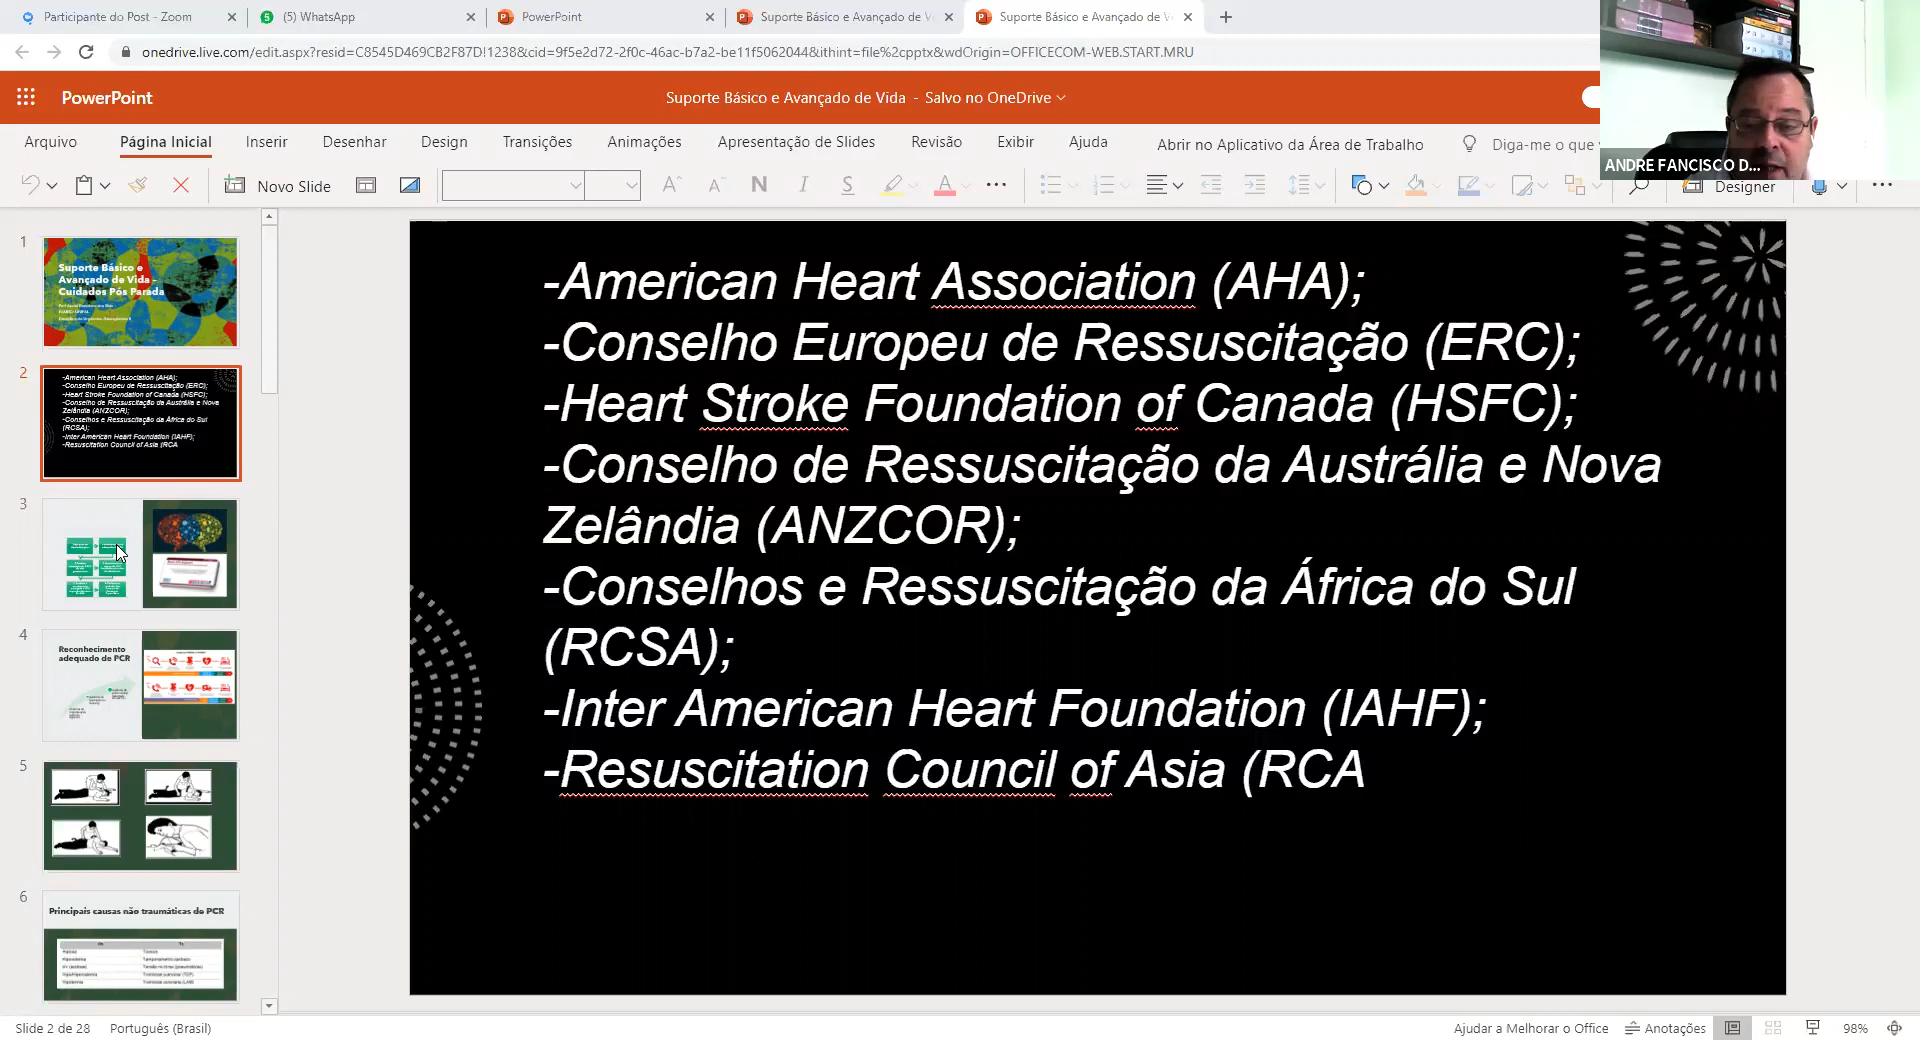 Participante do Post - Zoom
(5) WhatsApp
PowerPoint
Suporte Básico e Avançado de V
Suporte Básico e Avançado de V
onedrive.live.com/edit.aspx?resid=C8545D469CB2F87D!1238&cid=9f5e2d72-2f0c-46ac-b7a2-be11f5062044&ithint=file%2cpptx&wdOrigin=OFFICECOM-WEB.START.MRU
PowerPoint
Suporte Básico e Avançado de Vida - Salvo no OneDrive
Arquivo
Página Inicial
Inserir
Desenhar
Design
Transições
Animações
Apresentação de Slides
Revisão
Exibir
Ajuda
Abrir no Aplicativo da Área de Trabalho
Diga-me o que
ANDRE FANCISCO D...
Novo Slide
N
I
S
Designer
1
Suporte Básico e
Avançado de Vida -
Cuidados Pós Parada
2
-American Heart Association (AHA);
-Conselho Europeu de Ressuscitação (ERC);
-Heart Stroke Foundation of Canada (HSFC);
-Conselho de Ressuscitação da Austrália e Nova
Zelândia (ANZCOR);
-Conselhos e Ressuscitação da África do Sul
(RCSA);
-Inter American Heart Foundation (IAHF);
-Resuscitation Council of Asia (RCA
3
4
Reconhecimento
adequado de PCR
5
6
Principais causas não traumáticas de PCR
-American Heart Association (AHA);
-Conselho Europeu de Ressuscitação (ERC);
-Heart Stroke Foundation of Canada (HSFC);
-Conselho de Ressuscitação da Austrália e Nova
Zelândia (ANZCOR);
-Conselhos e Ressuscitação da África do Sul
(RCSA);
-Inter American Heart Foundation (IAHF);
-Resuscitation Council of Asia (RCA
Slide 2 de 28
Português (Brasil)
Ajudar a Melhorar o Office
Anotações
98%